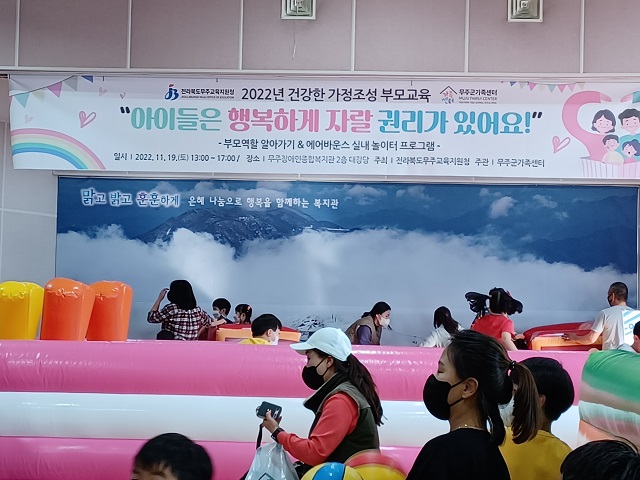 전라북도무주교육지원청 2022년 건강한 가정조성 부모교육 무주군가족센터
"아이들은 행복하게 자랄 권리가 있어요!"
- 부모역할 알아가기 & 에어바운스 실내 놀이터 프로그램 -
일시 > 2022, 11, 19,(토) 13:00 - 17:00 / 장소 > 무주장애인종합복지관 2층 대강당 주최 > 전라북도무주교육지원청 주관 > 무주군가족센터
맑고 밝고 훈훈하게 은혜 나눔으로 행복을 함께하는 복지관